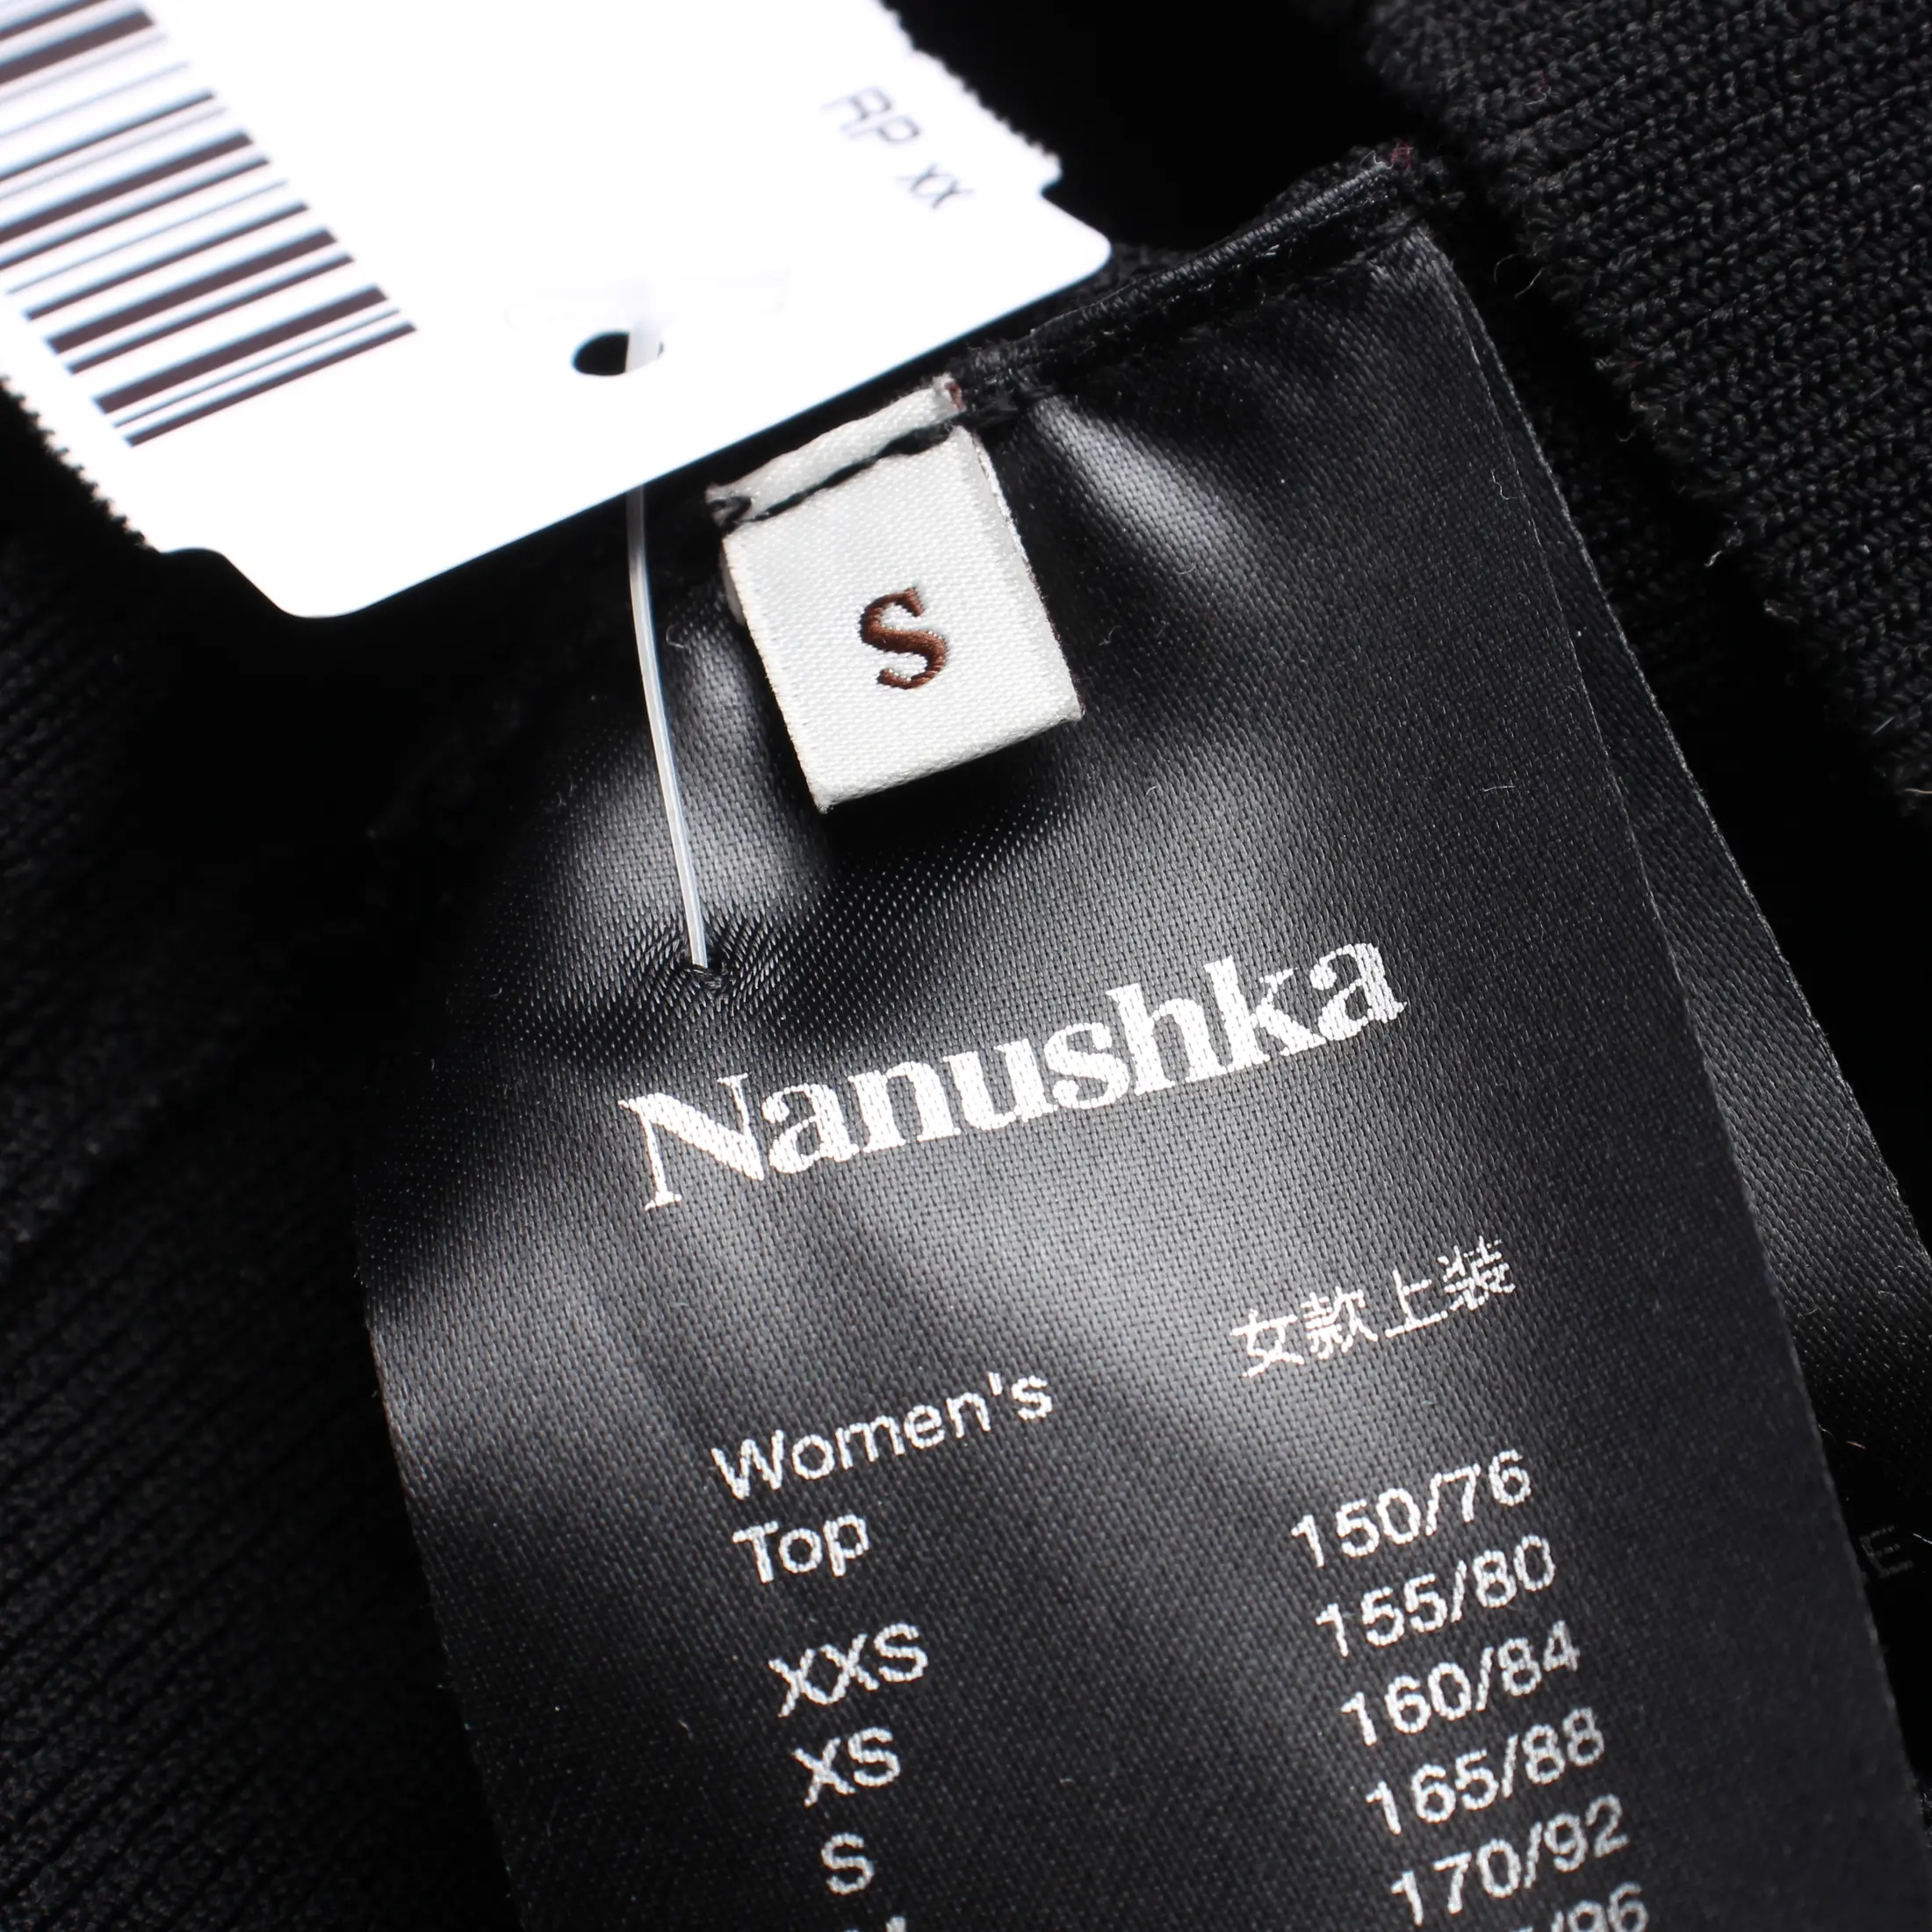 RP XX
S
Nanushka
女款上装
Women's
Top
XXS 150/76
XS 155/80
S 160/84
165/88
170/92